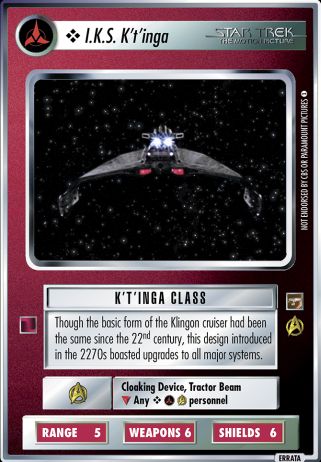 ❖ I.K.S. K't'inga
STAR TREK
THE MOTION PICTURE
NOT ENDORSED BY CBS OR PARAMOUNT PICTURES
K'T'INGA CLASS
Though the basic form of the Klingon cruiser had been
the same since the 22nd century, this design introduced
in the 2270s boasted upgrades to all major systems.
Cloaking Device, Tractor Beam
Any ❖ personnel
RANGE 5 WEAPONS 6 SHIELDS 6
ERRATA